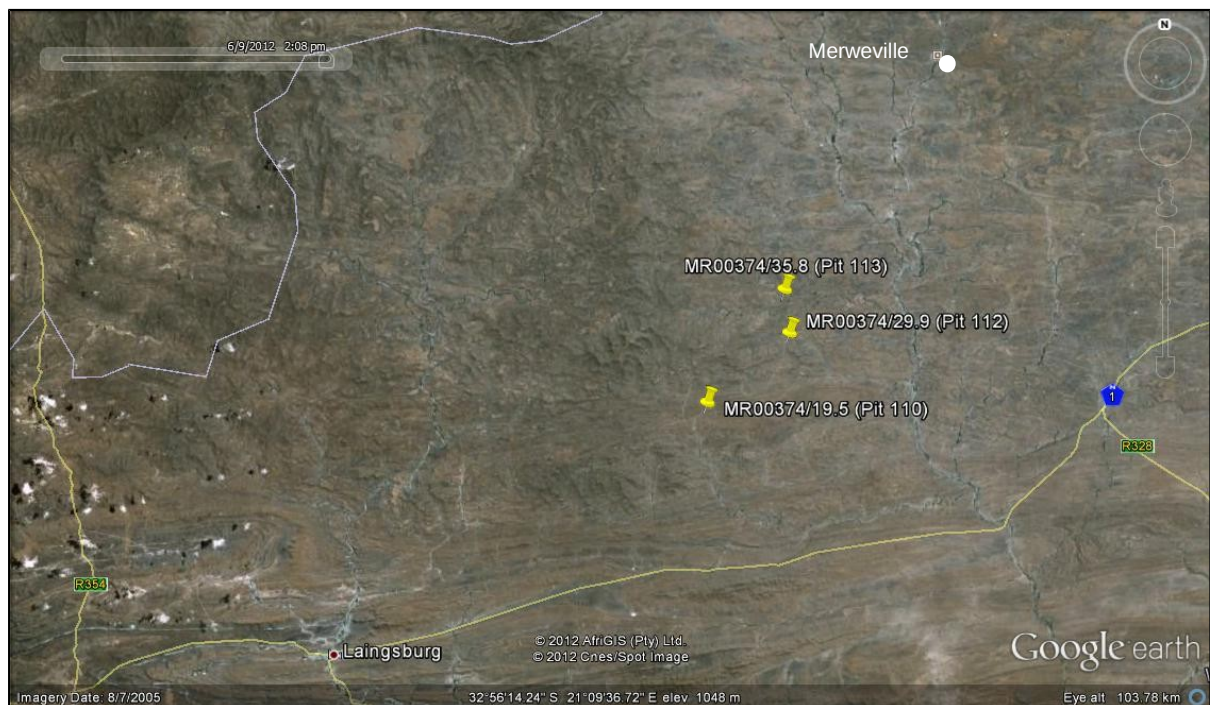 6/9/2012 2:08 pm
Merweville
N
MR00374/35.8 (Pit 113)
MR00374/29.9 (Pit 112)
MR00374/19.5 (Pit 110)
N
1
R328
R354
Laingsburg
© 2012 AfriGIS (Pty) Ltd.
© 2012 Cnes/Spot Image
Google earth
Imagery Date: 8/7/2005
32°56'14.24" S 21°09'36.72" E elev 1048 m
Eye alt 103.78 km